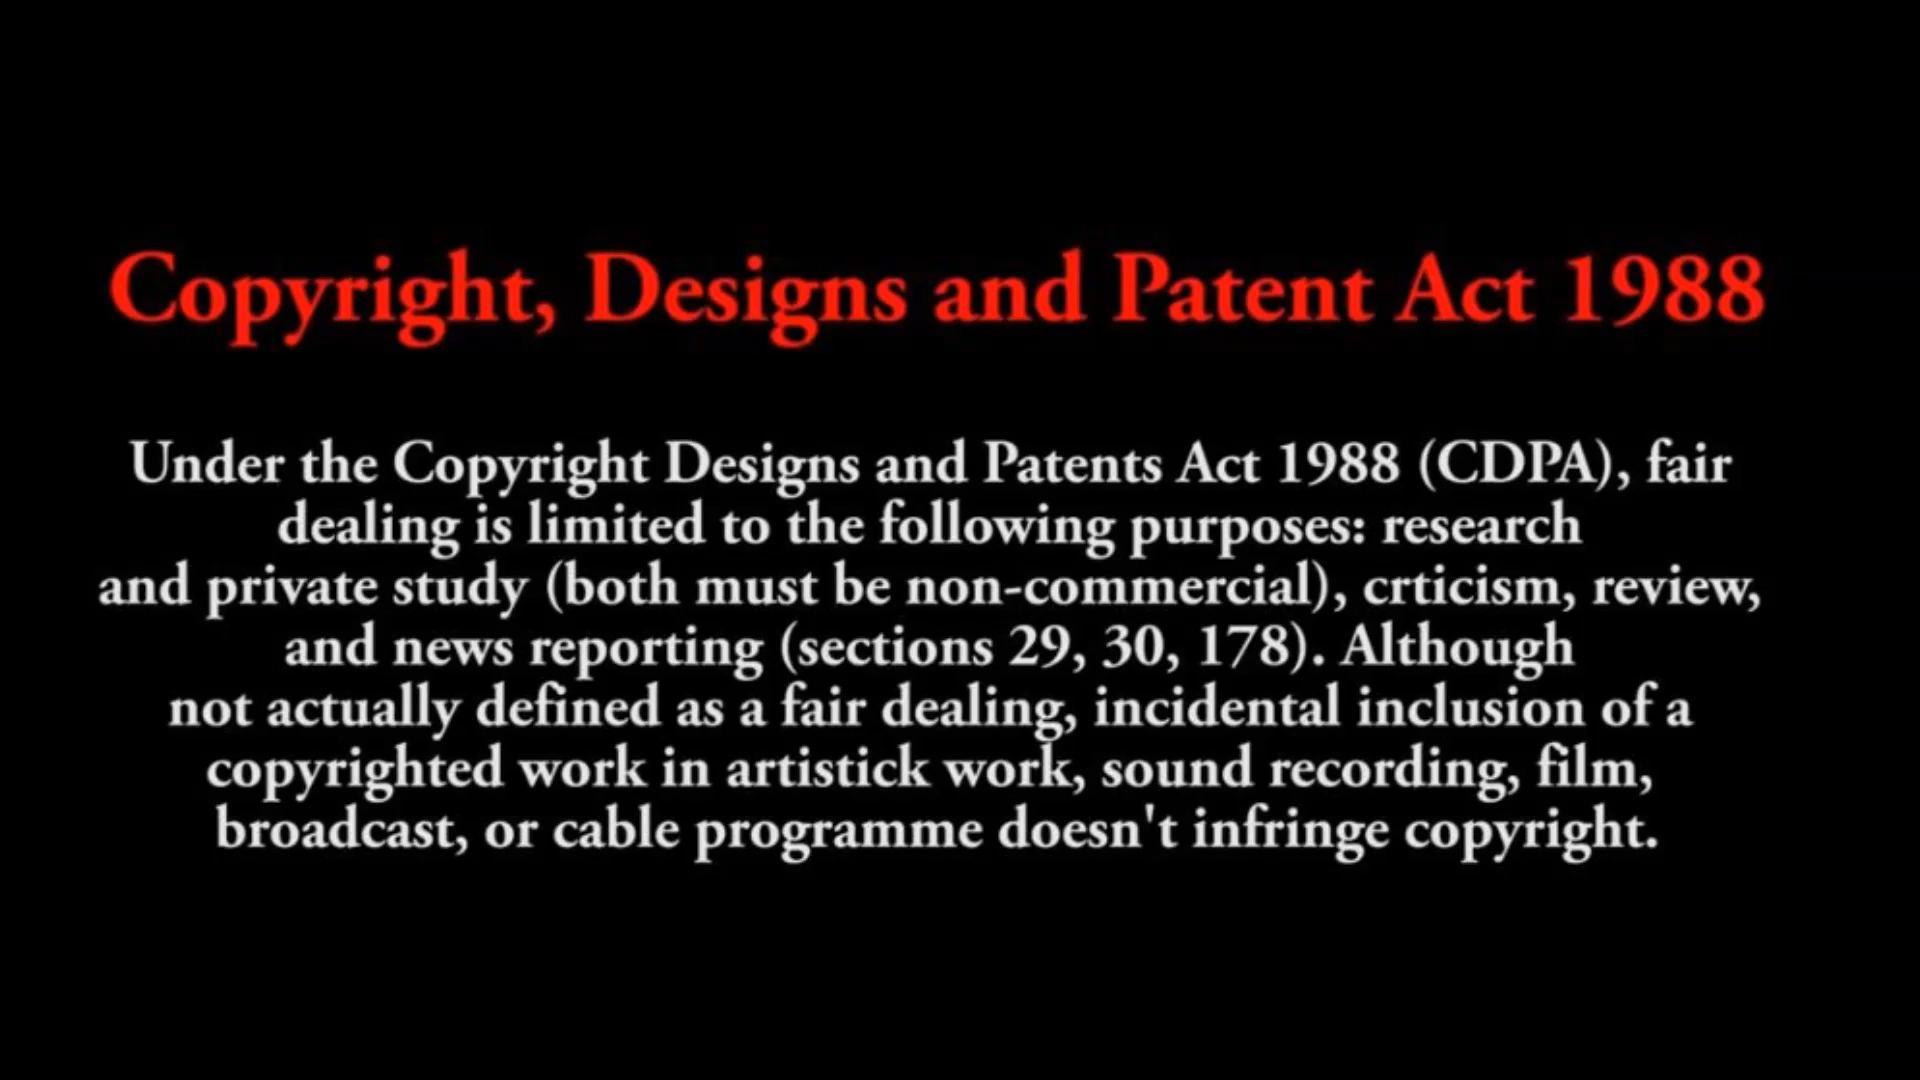 Copyright, Designs and Patent Act 1988
Under the Copyright Designs and Patents Act 1988 (CDPA), fair
dealing is limited to the following purposes: research
and private study (both must be non-commercial), crticism, review,
and news reporting (sections 29, 30, 178). Although
not actually defined as a fair dealing, incidental inclusion of a
copyrighted work in artistick work, sound recording, film,
broadcast, or cable programme doesn't infringe copyright.